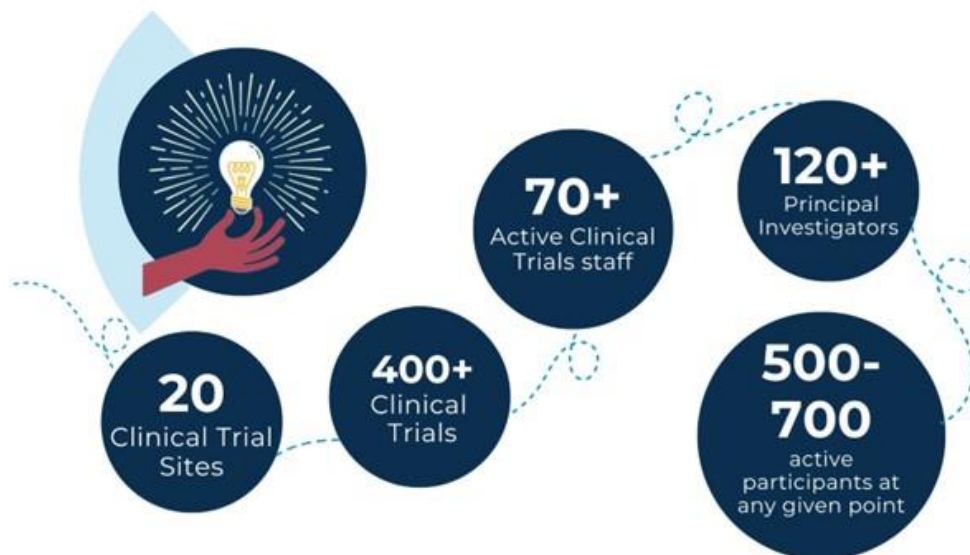 20
Clinical Trial
Sites
400+
Clinical
Trials
70+
Active Clinical
Trials staff
120+
Principal
Investigators
500-
700
active
participants at
any given point